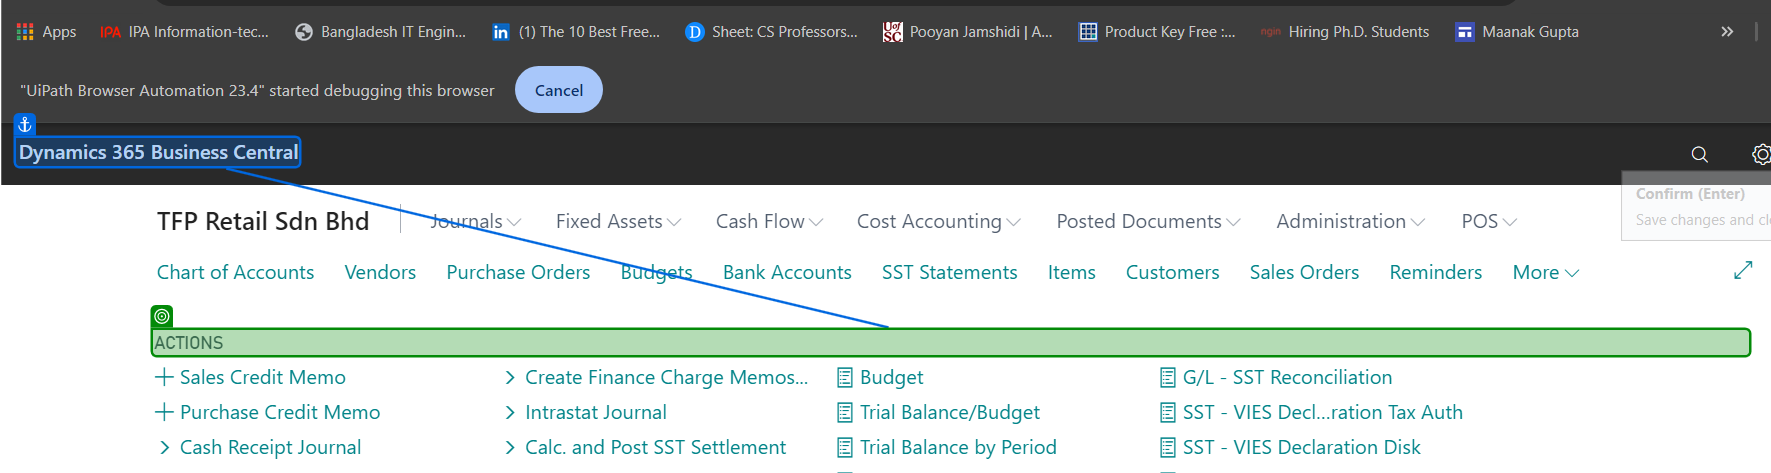 Apps IPA IPA Information-tec... Bangladesh IT Engin... in (1) The 10 Best Free... D Sheet: CS Professors... UofSC Pooyan Jamshidi | A... Product Key Free :... ngin Hiring Ph.D. Students Maanak Gupta »
"UiPath Browser Automation 23.4" started debugging this browser Cancel
Dynamics 365 Business Central
Confirm (Enter)
Save changes and cl
TFP Retail Sdn Bhd Journals Fixed Assets Cash Flow Cost Accounting Posted Documents Administration POS
Chart of Accounts Vendors Purchase Orders Budgets Bank Accounts SST Statements Items Customers Sales Orders Reminders More
ACTIONS
Sales Credit Memo Create Finance Charge Memos... Budget G/L - SST Reconciliation
Purchase Credit Memo Intrastat Journal Trial Balance/Budget SST - VIES Decl...ration Tax Auth
Cash Receipt Journal Calc. and Post SST Settlement Trial Balance by Period SST - VIES Declaration Disk